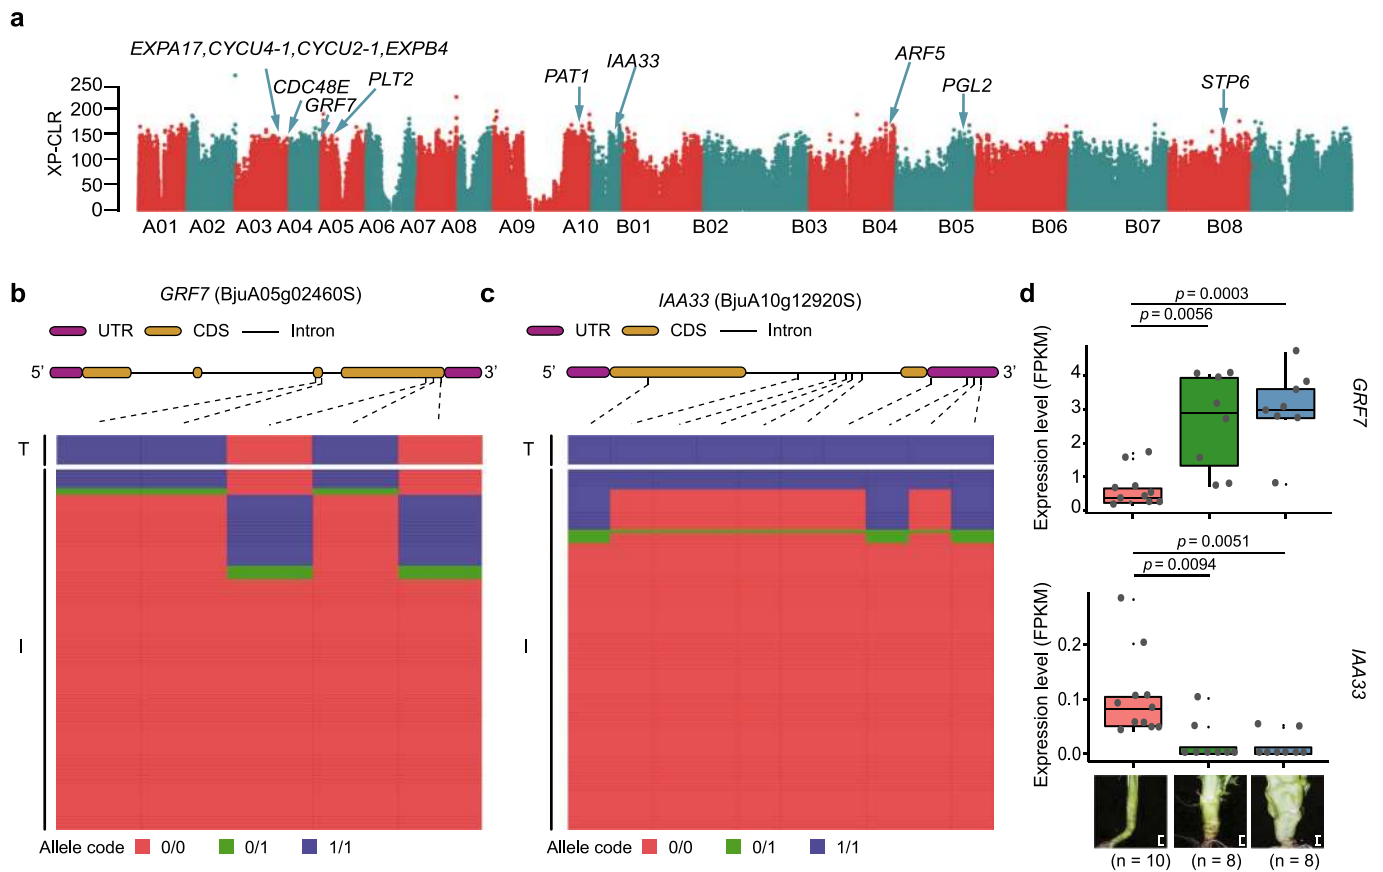 a
EXPA17,CYCU4-1,CYCU2-1,EXPB4
CDC48E
GRF7
PLT2
PAT1
IAA33
ARF5
PGL2
STP6
XP-CLR
250
200
150
100
50
0
A01 A02 A03 A04 A05 A06 A07 A08 A09 A10 B01 B02 B03 B04 B05 B06 B07 B08
b
GRF7 (BjuA05g02460S)
UTR CDS Intron
5’ 3’
T
I
Allele code 0/0 0/1 1/1
c
IAA33 (BjuA10g12920S)
UTR CDS Intron
5’ 3’
T
I
Allele code 0/0 0/1 1/1
d
p = 0.0003
p = 0.0056
Expression level (FPKM)
4
3
2
1
0
GRF7
p = 0.0051
p = 0.0094
Expression level (FPKM)
0.2
0.1
0.0
IAA33
(n = 10) (n = 8) (n = 8)